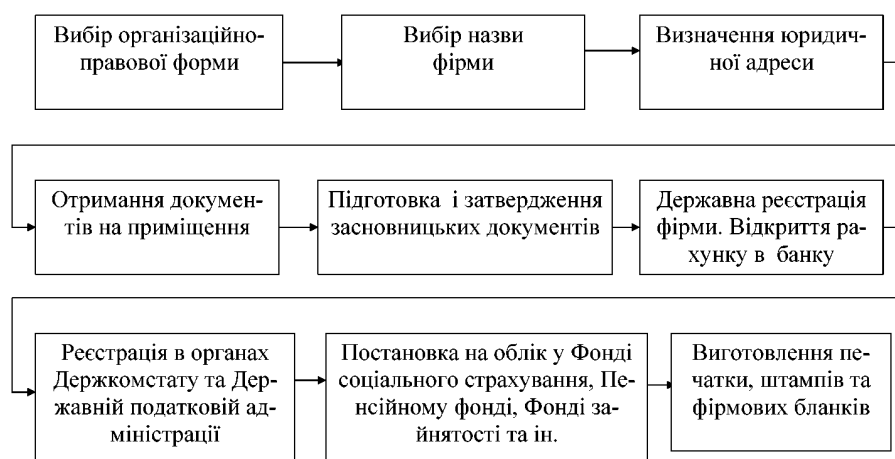 Вибір організаційно-
правової форми
Вибір назви
фірми
Визначення юридич-
ної адреси
Отримання докумен-
тів на приміщення
Підготовка і затвердження
засновницьких документів
Державна реєстрація
фірми. Відкриття ра-
хунку в банку
Реєстрація в органах
Держкомстату та Дер-
жавній податковій ад-
міністрації
Постановка на облік у Фонді
соціального страхування, Пе-
нсійному фонді, Фонді за-
йнятості та ін.
Виготовлення пе-
чатки, штампів та
фірмових бланків